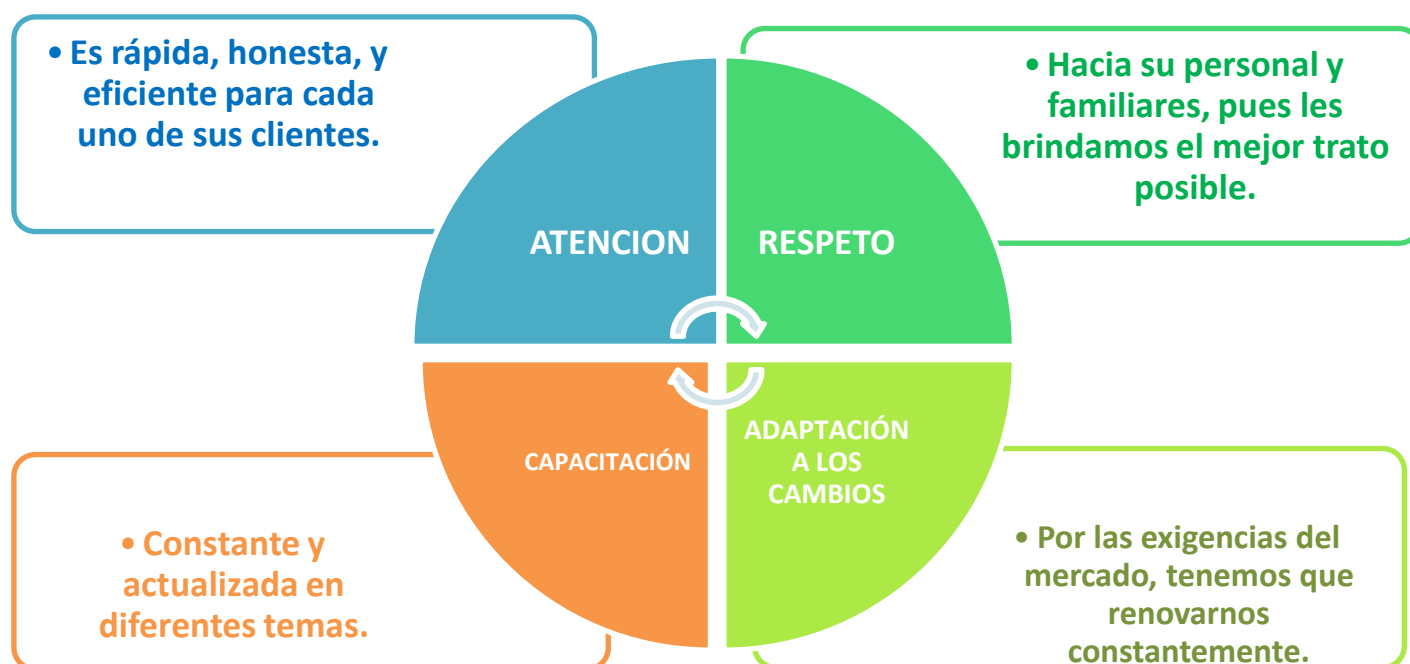 • Es rápida, honesta, y
eficiente para cada
uno de sus clientes.
• Hacia su personal y
familiares, pues les
brindamos el mejor trato
posible.
ATENCION
RESPETO
CAPACITACIÓN
ADAPTACIÓN
A LOS
CAMBIOS
• Constante y
actualizada en
diferentes temas.
• Por las exigencias del
mercado, tenemos que
renovarnos
constantemente.